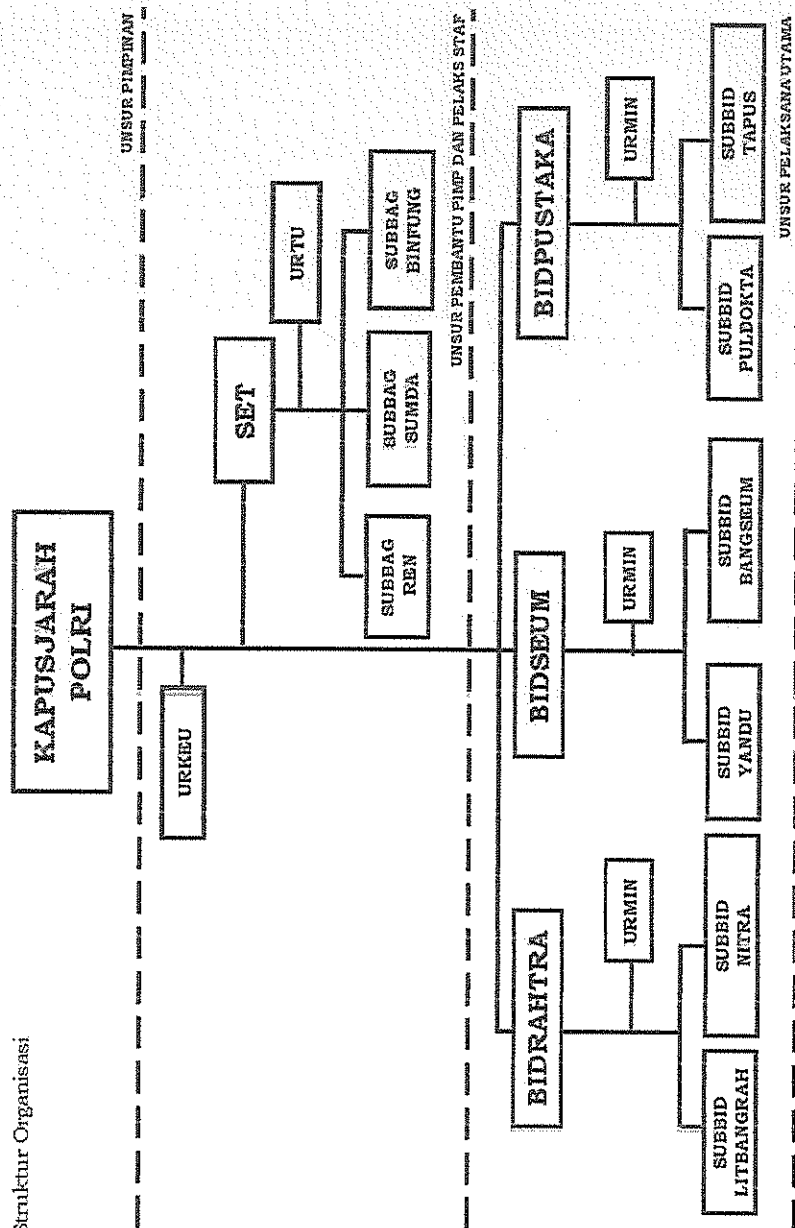 Struktur Organisasi
KAPUSJARAH
POLRI
UNSUR PIMPINAN
URKEU
SET
URTU
SUBBAG
REN
SUBBAG
SUMDA
SUBBAG
BINFUNG
UNSUR PEMBANTU PIMP DAN PELAKS STAF
BIDRAHTRA
BIDSEUM
BIDPUSTAKA
URMIN
URMIN
URMIN
SUBBID
LITBANGRAH
SUBBID
NITRA
SUBBID
YANDU
SUBBID
BANGSEUM
SUBBID
PULDOKTA
SUBBID
TAPUS
UNSUR PELAKSANA UTAMA